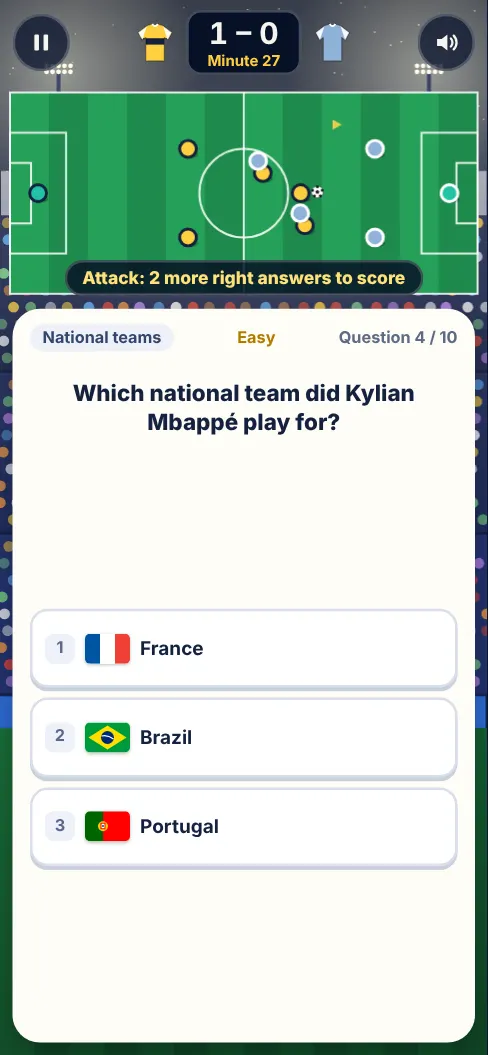 1 – 0
Minute 27
Attack: 2 more right answers to score
National teams
Easy
Question 4 / 10
Which national team did Kylian
Mbappé play for?
1 France
2 Brazil
3 Portugal